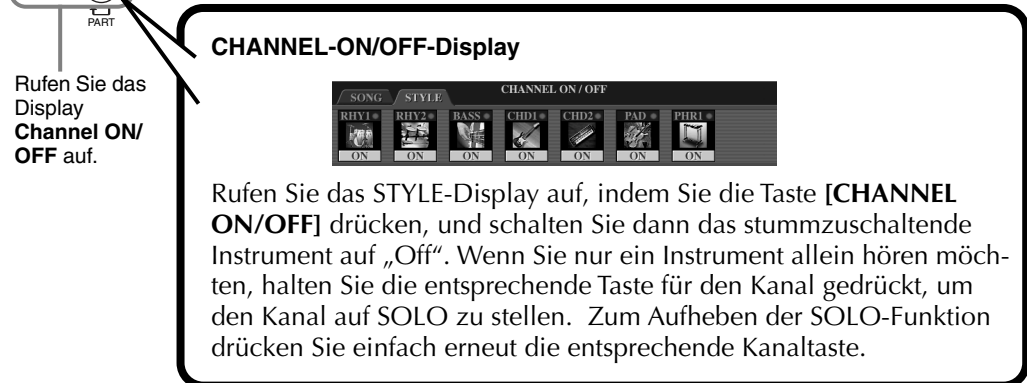 PART
Rufen Sie das
Display
Channel ON/
OFF auf.
CHANNEL-ON/OFF-Display
CHANNEL ON / OFF
SONG STYLE
RHY1 RHY2 BASS CHD1 CHD2 PAD PHR1
ON ON ON ON ON ON ON
Rufen Sie das STYLE-Display auf, indem Sie die Taste [CHANNEL
ON/OFF] drücken, und schalten Sie dann das stummzuschaltende
Instrument auf „Off“. Wenn Sie nur ein Instrument allein hören möch-
ten, halten Sie die entsprechende Taste für den Kanal gedrückt, um
den Kanal auf SOLO zu stellen. Zum Aufheben der SOLO-Funktion
drücken Sie einfach erneut die entsprechende Kanaltaste.